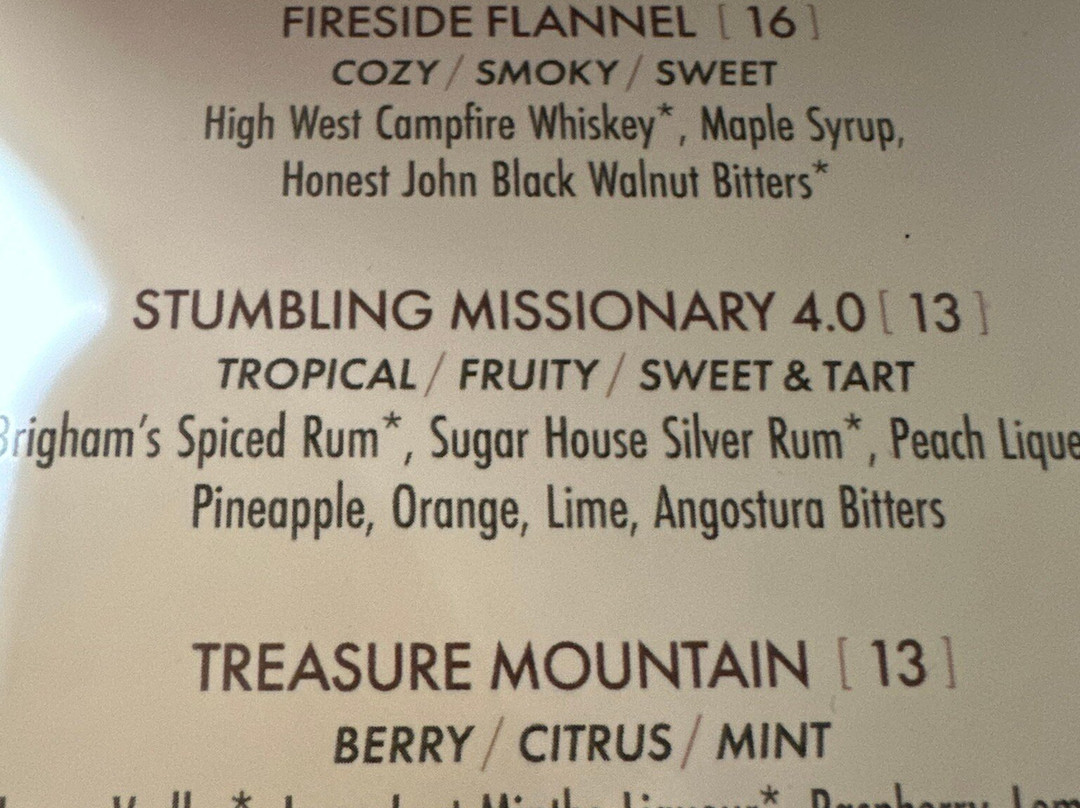 FIRESIDE FLANNEL [ 16 ]
COZY / SMOKY / SWEET
High West Campfire Whiskey*, Maple Syrup,
Honest John Black Walnut Bitters*
STUMBLING MISSIONARY 4.0 [ 13 ]
TROPICAL / FRUITY / SWEET & TART
Brigham's Spiced Rum*, Sugar House Silver Rum*, Peach Lique
Pineapple, Orange, Lime, Angostura Bitters
TREASURE MOUNTAIN [ 13 ]
BERRY / CITRUS / MINT